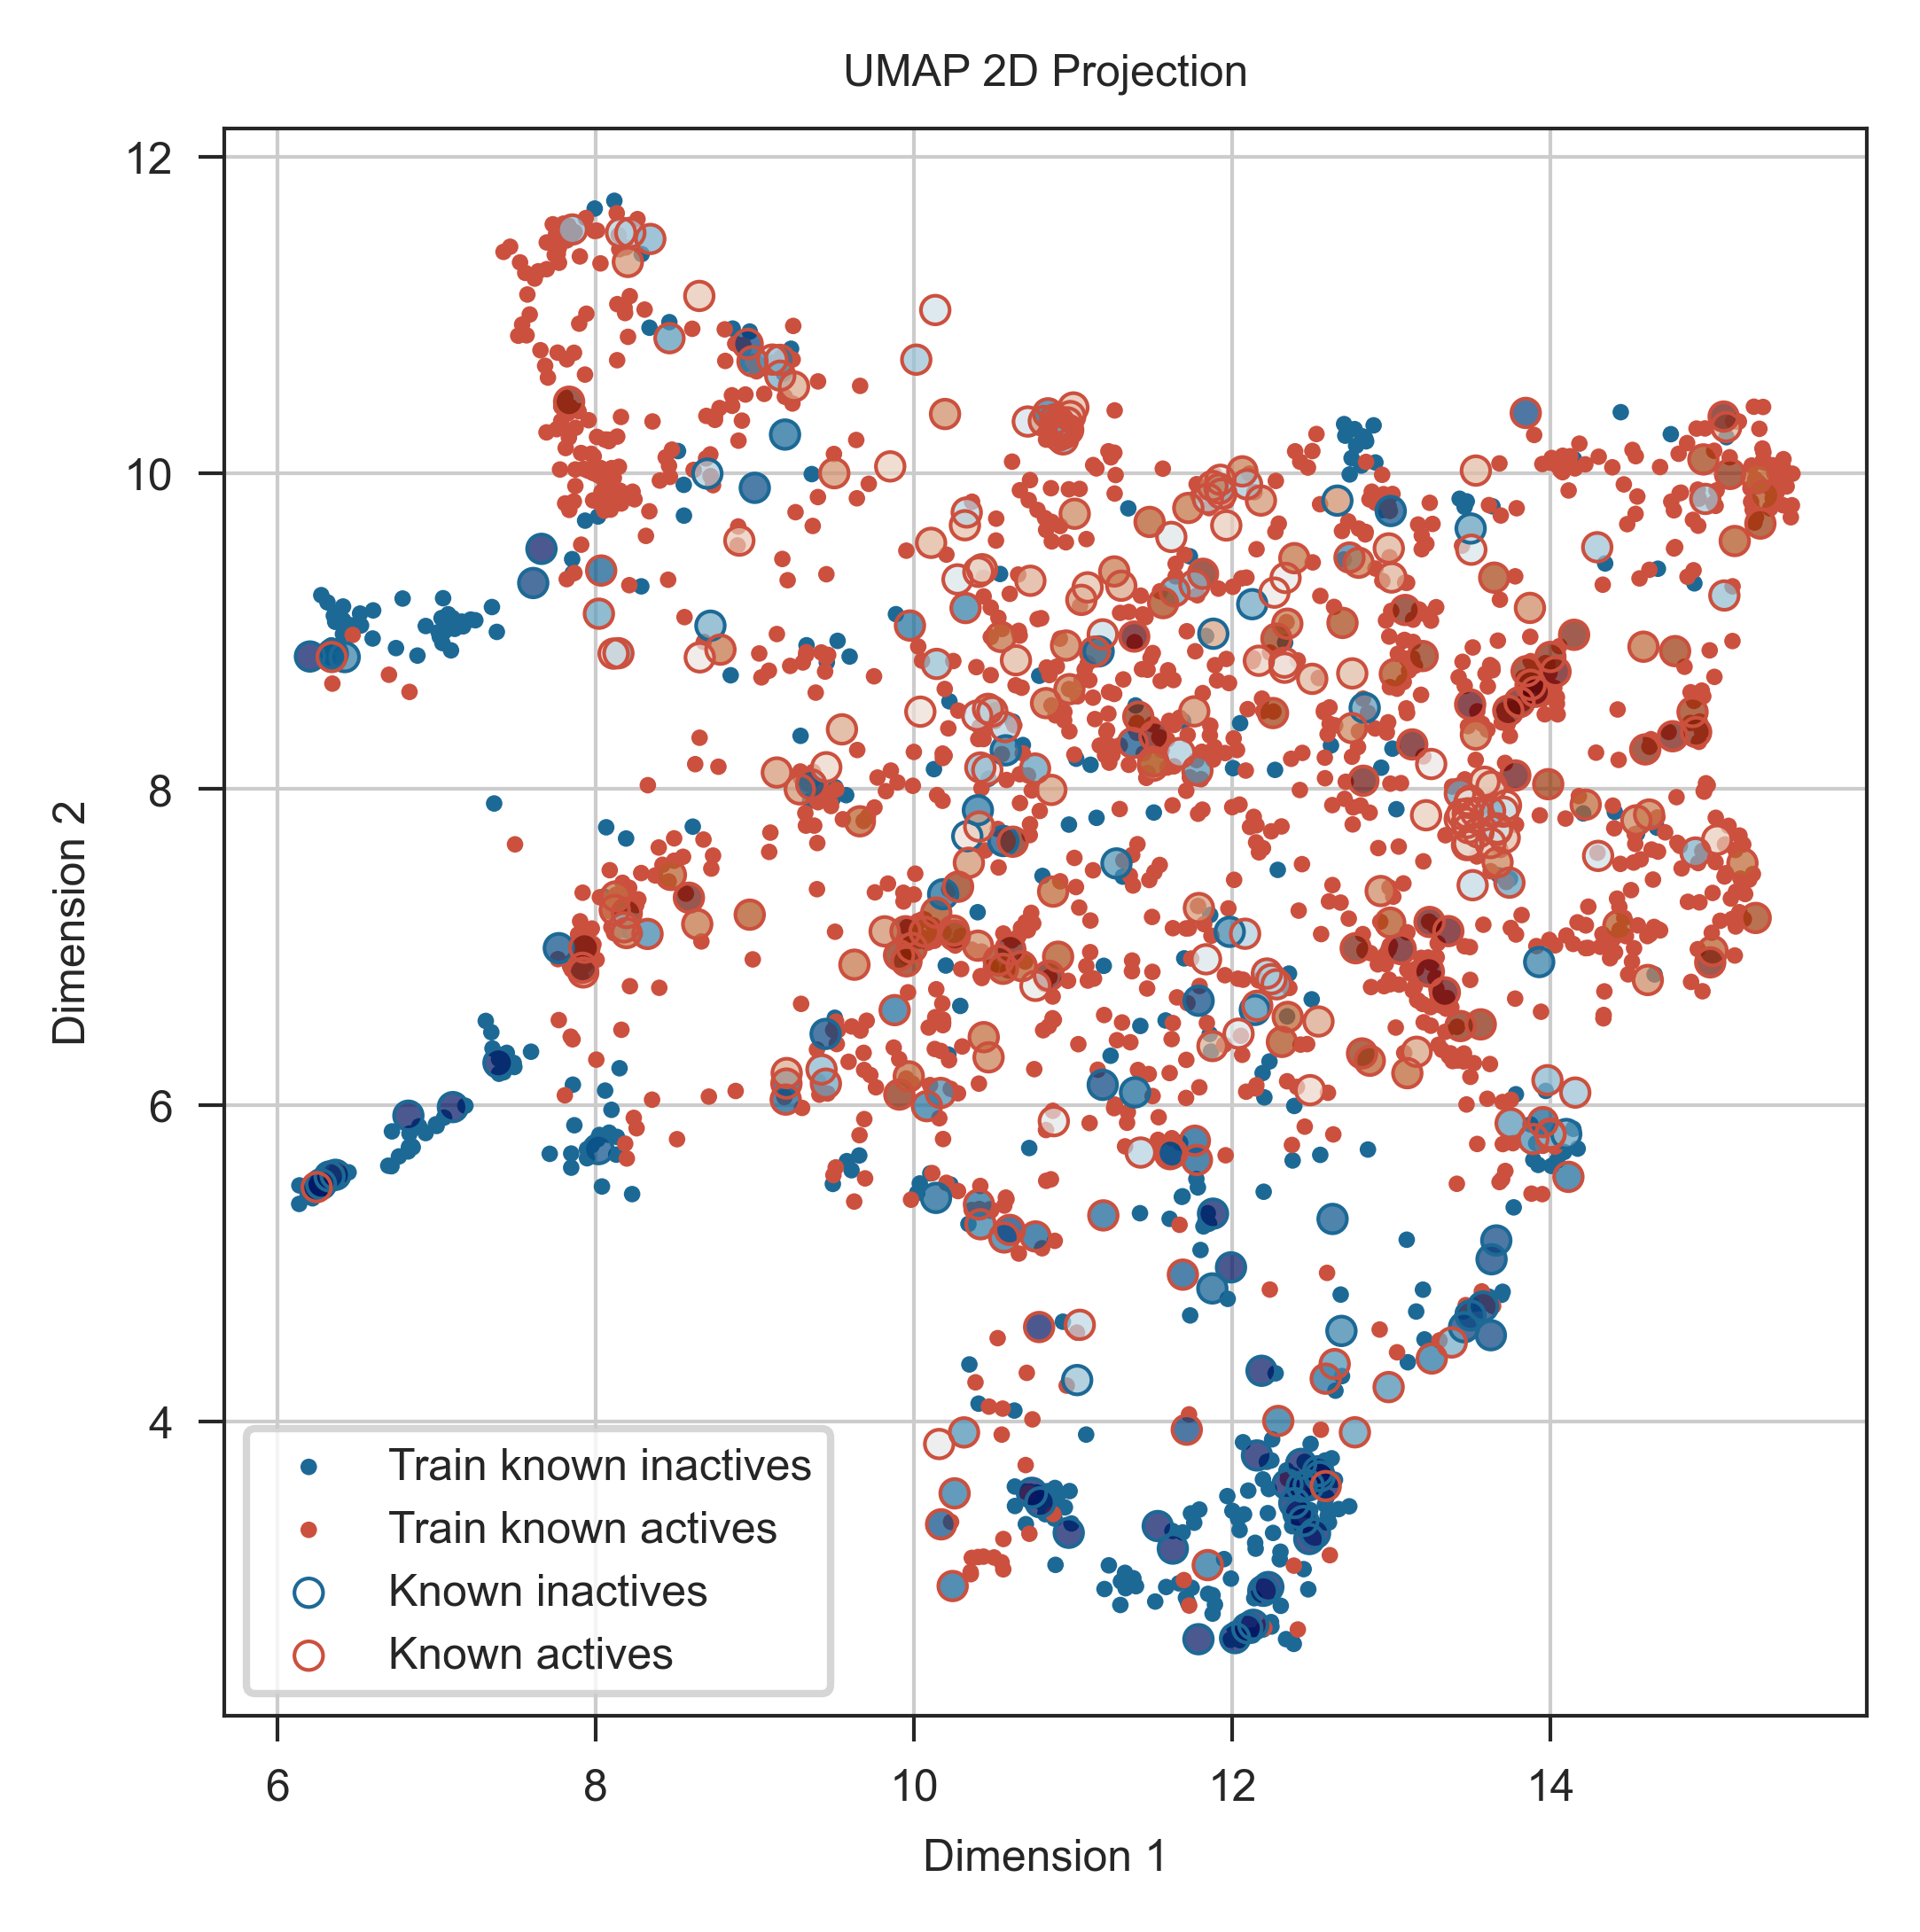 UMAP 2D Projection
12
10
8
6
4
Dimension 2
Train known inactives
Train known actives
Known inactives
Known actives
6 8 10 12 14
Dimension 1